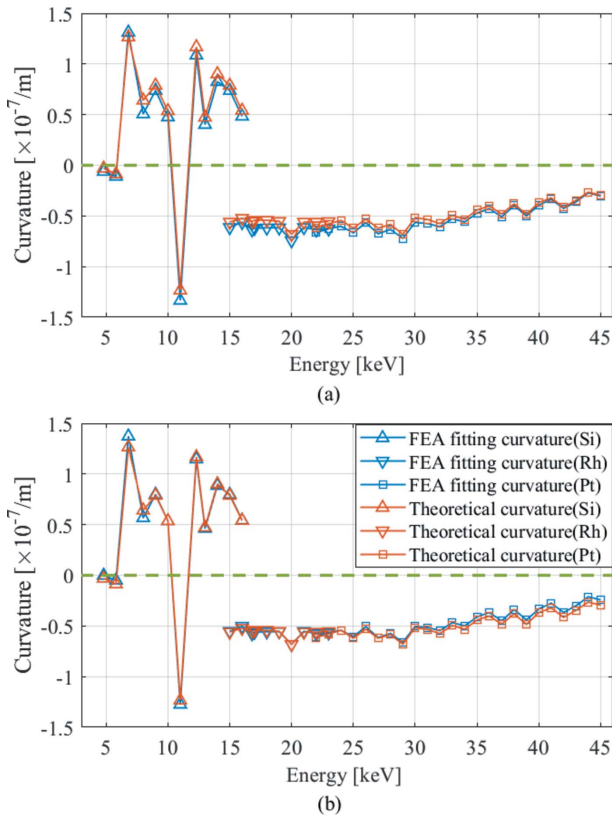 1.5
1
0.5
0
-0.5
-1
-1.5
Curvature [×10⁻⁷/m]
5 10 15 20 25 30 35 40 45
Energy [keV]
(a)
1.5
1
0.5
0
-0.5
-1
-1.5
Curvature [×10⁻⁷/m]
FEA fitting curvature(Si)
FEA fitting curvature(Rh)
FEA fitting curvature(Pt)
Theoretical curvature(Si)
Theoretical curvature(Rh)
Theoretical curvature(Pt)
5 10 15 20 25 30 35 40 45
Energy [keV]
(b)